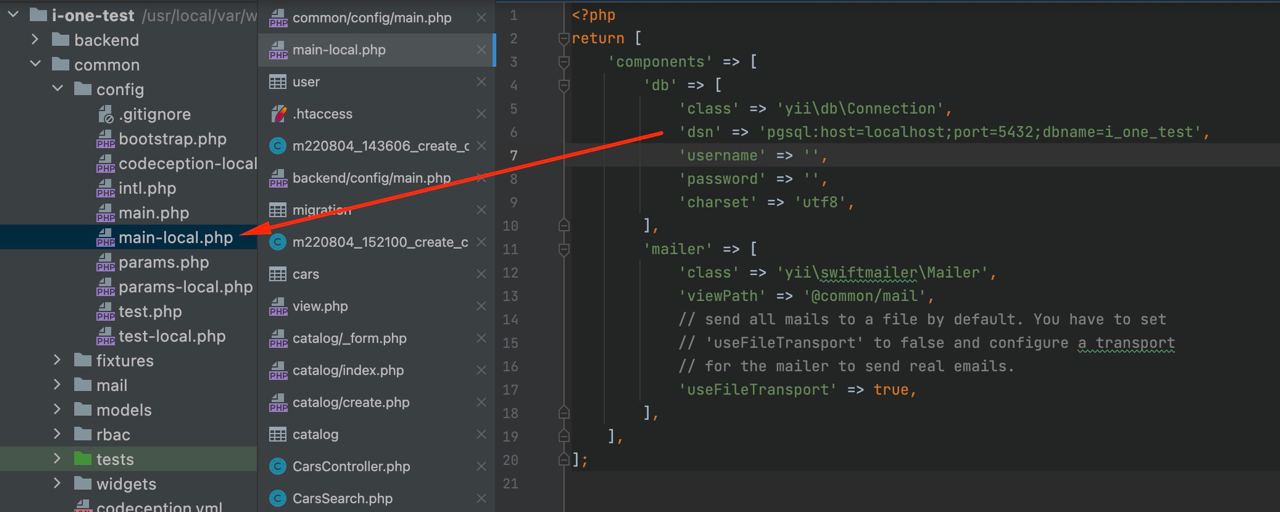 i-one-test /usr/local/var/w
backend
common
config
.gitignore
bootstrap.php
codeception-local
intl.php
main.php
main-local.php
params.php
params-local.php
test.php
test-local.php
fixtures
mail
models
rbac
tests
widgets
codeception.yml
common/config/main.php
main-local.php
user
.htaccess
m220804_143606_create_c
backend/config/main.php
migration
m220804_152100_create_c
cars
view.php
catalog/_form.php
catalog/index.php
catalog/create.php
catalog
CarsController.php
CarsSearch.php
1 <?php
2 return [
3 'components' => [
4 'db' => [
5 'class' => 'yii\db\Connection',
6 'dsn' => 'pgsql:host=localhost;port=5432;dbname=i_one_test',
7 'username' => '',
8 'password' => '',
9 'charset' => 'utf8',
10 ],
11 'mailer' => [
12 'class' => 'yii\swiftmailer\Mailer',
13 'viewPath' => '@common/mail',
14 // send all mails to a file by default. You have to set
15 // 'useFileTransport' to false and configure a transport
16 // for the mailer to send real emails.
17 'useFileTransport' => true,
18 ],
19 ],
20 ];
21